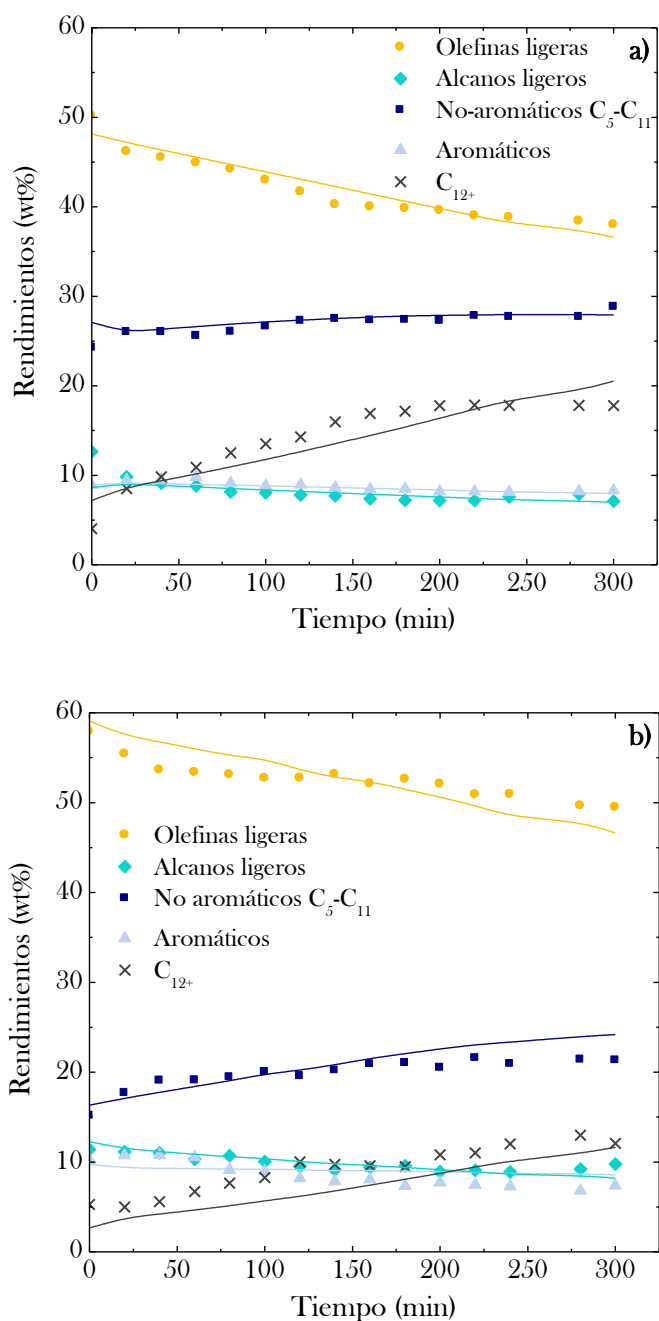 a)
Olefinas ligeras
Alcanos ligeros
No-aromáticos C5-C11
Aromáticos
C12+
60
50
40
30
20
10
0
Rendimientos (wt%)
0 50 100 150 200 250 300
Tiempo (min)
b)
Olefinas ligeras
Alcanos ligeros
No aromáticos C5-C11
Aromáticos
C12+
60
50
40
30
20
10
0
Rendimientos (wt%)
0 50 100 150 200 250 300
Tiempo (min)